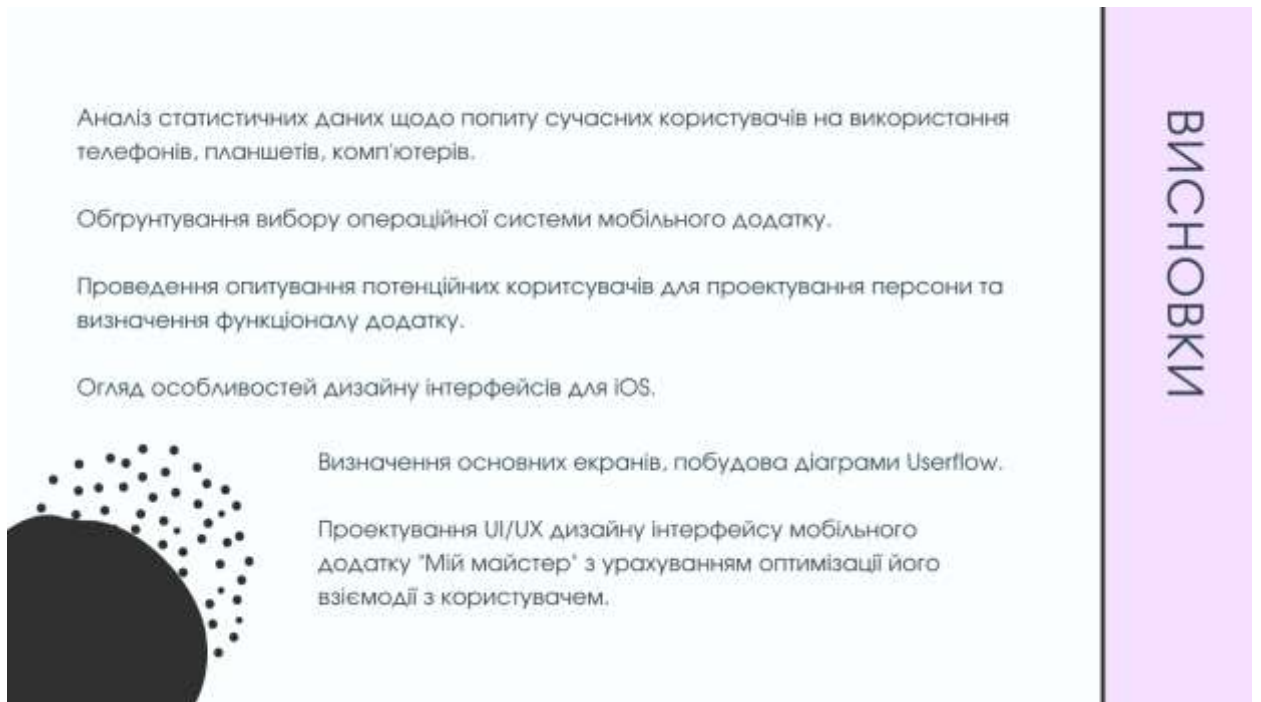 Аналіз статистичних даних щодо попиту сучасних користувачів на використання
телефонів, планшетів, комп'ютерів.
Обґрунтування вибору операційної системи мобільного додатку.
Проведення опитування потенційних коритсувачів для проектування персони та
визначення функціоналу додатку.
Огляд особливостей дизайну інтерфейсів для iOS.
Визначення основних екранів, побудова діаграми Userflow.
Проектування UI/UX дизайну інтерфейсу мобільного
додатку "Мій майстер" з урахуванням оптимізації його
взіємодії з користувачем.
ВИСНОВКИ